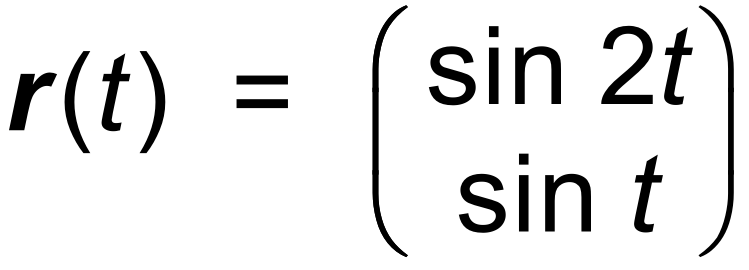 r(t) = ( sin 2t
sin t )